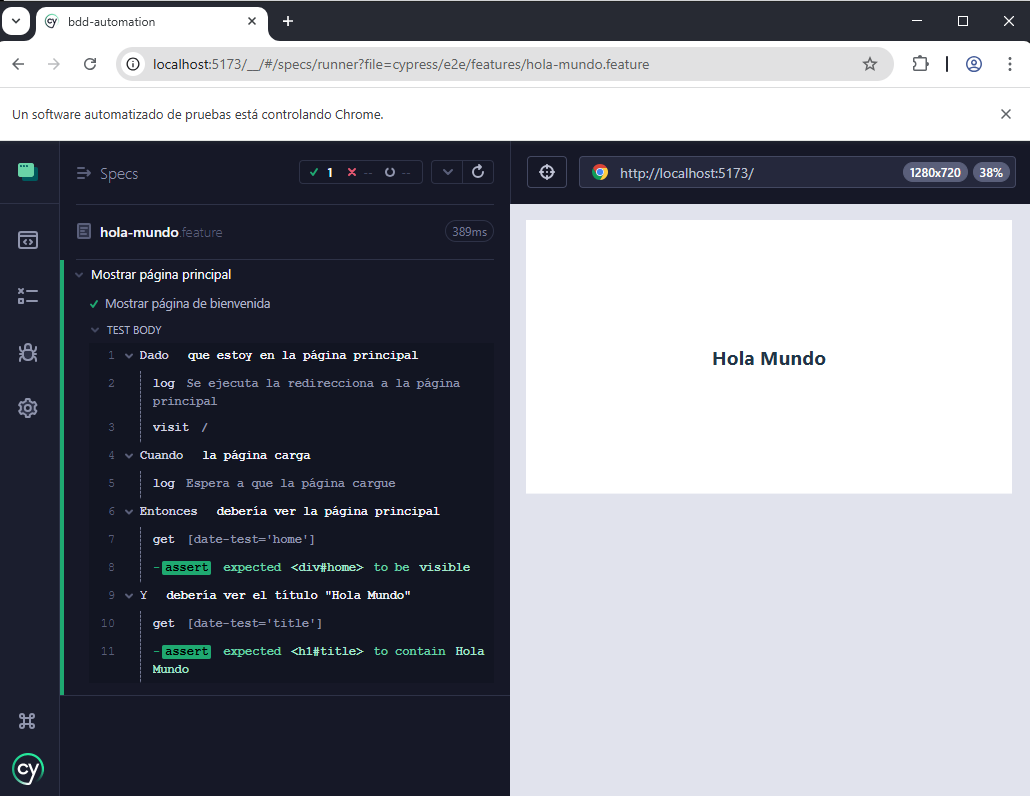 bdd-automation
localhost:5173/__/#/specs/runner?file=cypress/e2e/features/hola-mundo.feature
Un software automatizado de pruebas está controlando Chrome.
Specs
1 -- --
hola-mundo.feature 389ms
Mostrar página principal
Mostrar página de bienvenida
TEST BODY
1 Dado que estoy en la página principal
2 log Se ejecuta la redirecciona a la página
principal
3 visit /
4 Cuando la página carga
5 log Espera a que la página cargue
6 Entonces debería ver la página principal
7 get [date-test='home']
8 -assert expected <div#home> to be visible
9 Y debería ver el título "Hola Mundo"
10 get [date-test='title']
11 -assert expected <h1#title> to contain Hola
Mundo
cy
http://localhost:5173/ 1280x720 38%
Hola Mundo